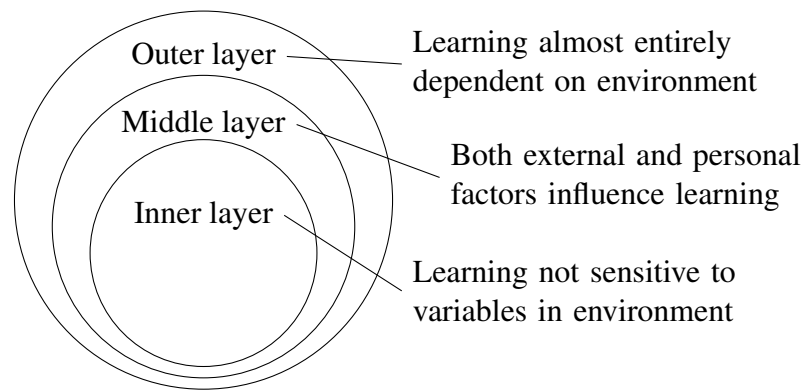 Outer layer
Learning almost entirely
dependent on environment
Middle layer
Both external and personal
factors influence learning
Inner layer
Learning not sensitive to
variables in environment